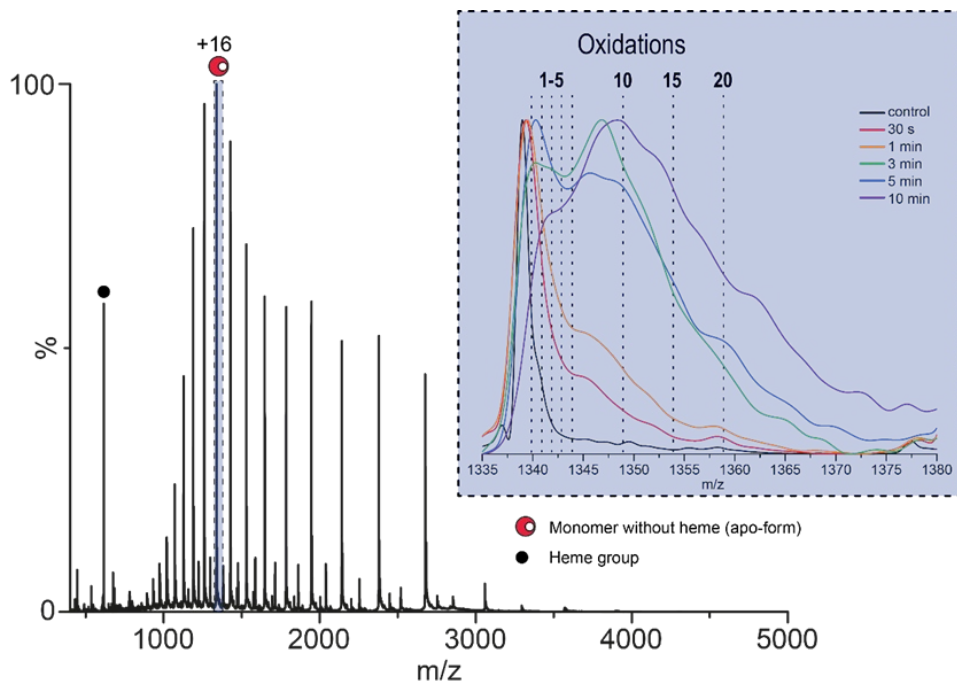 +16
100
%
0
1000
2000
3000
4000
5000
m/z
Oxidations
1-5
10
15
20
control
30 s
1 min
3 min
5 min
10 min
1335
1340
1345
1350
1355
1360
1365
1370
1375
1380
m/z
Monomer without heme (apo-form)
Heme group